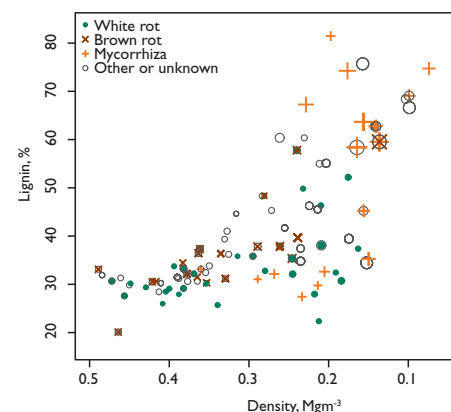 White rot
Brown rot
Mycorrhiza
Other or unknown
80
70
60
50
40
30
20
Lignin, %
0.5 0.4 0.3 0.2 0.1
Density, Mgm⁻³